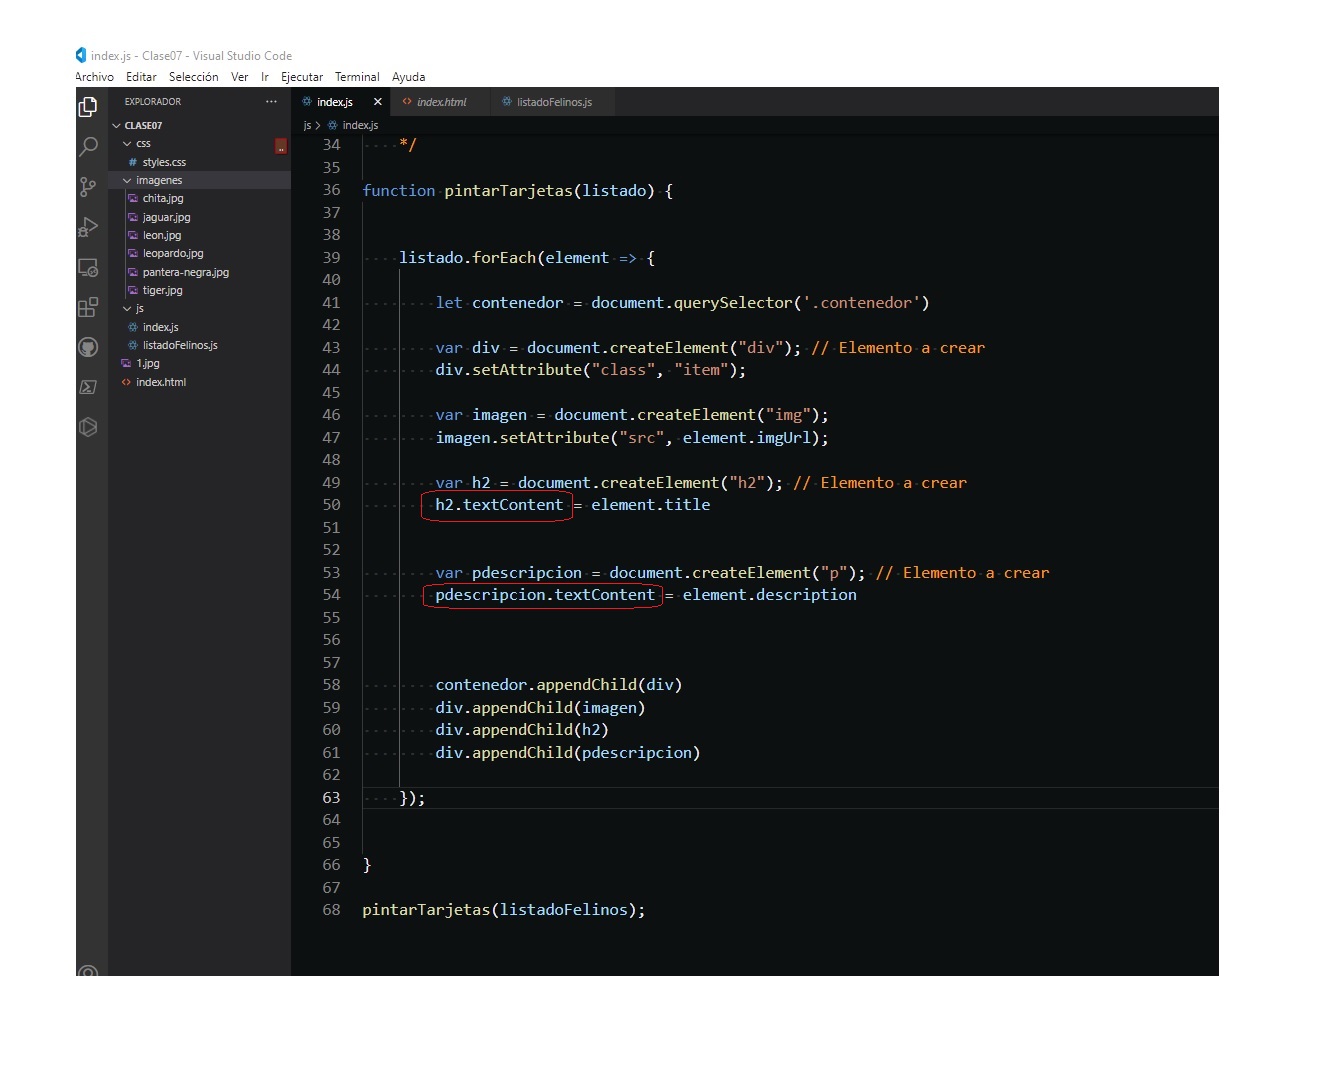 index.js - Clase07 - Visual Studio Code
Archivo Editar Selección Ver Ir Ejecutar Terminal Ayuda
EXPLORADOR ···
index.js × index.html listadoFelinos.js
CLASE07
css
# styles.css
imagenes
chita.jpg
jaguar.jpg
leon.jpg
leopardo.jpg
pantera-negra.jpg
tiger.jpg
js
index.js
listadoFelinos.js
1.jpg
index.html
js > index.js
34 */
35
36 function pintarTarjetas(listado) {
37
38
39 listado.forEach(element => {
40
41 let contenedor = document.querySelector('.contenedor')
42
43 var div = document.createElement("div"); // Elemento a crear
44 div.setAttribute("class", "item");
45
46 var imagen = document.createElement("img");
47 imagen.setAttribute("src", element.imgUrl);
48
49 var h2 = document.createElement("h2"); // Elemento a crear
50 h2.textContent = element.title
51
52
53 var pdescripcion = document.createElement("p"); // Elemento a crear
54 pdescripcion.textContent = element.description
55
56
57
58 contenedor.appendChild(div)
59 div.appendChild(imagen)
60 div.appendChild(h2)
61 div.appendChild(pdescripcion)
62
63 });
64
65
66 }
67
68 pintarTarjetas(listadoFelinos);